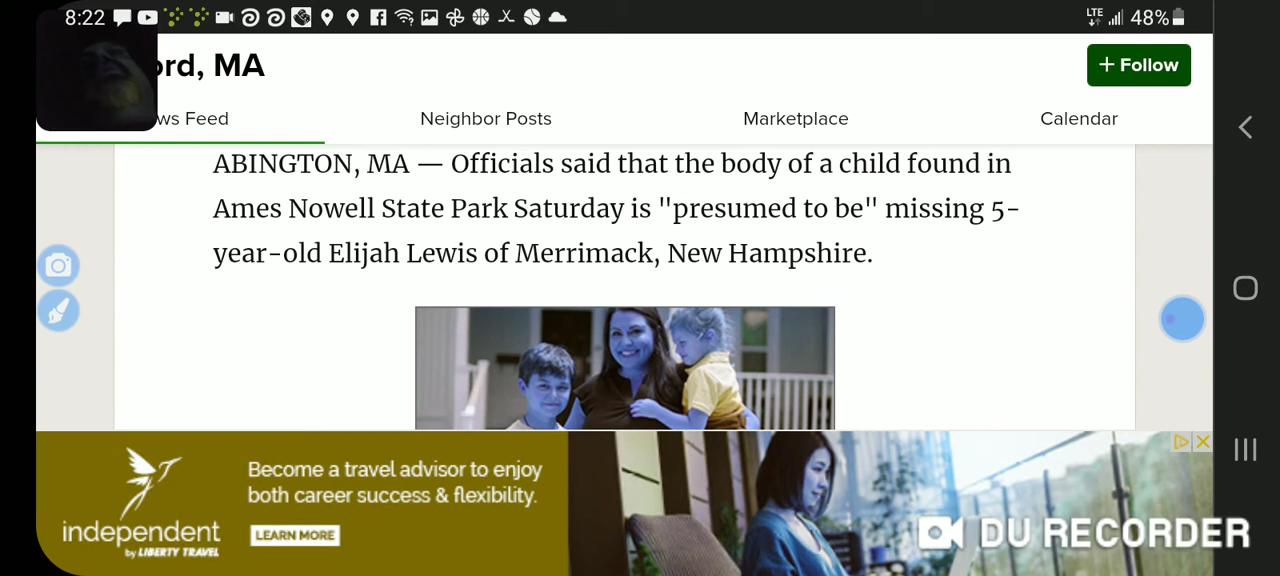 8:22
LTE
48%
ord, MA
+ Follow
ws Feed
Neighbor Posts
Marketplace
Calendar
ABINGTON, MA — Officials said that the body of a child found in
Ames Nowell State Park Saturday is "presumed to be" missing 5-
year-old Elijah Lewis of Merrimack, New Hampshire.
Become a travel advisor to enjoy
both career success & flexibility.
independent
by LIBERTY TRAVEL
LEARN MORE
DU RECORDER